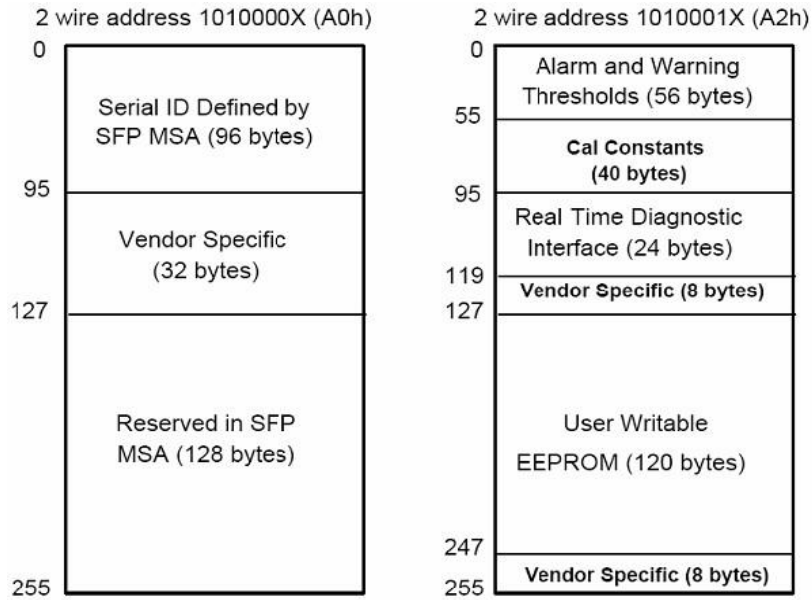 2 wire address 1010000X (A0h)
0
Serial ID Defined by
SFP MSA (96 bytes)
95
Vendor Specific
(32 bytes)
127
Reserved in SFP
MSA (128 bytes)
255
2 wire address 1010001X (A2h)
0
Alarm and Warning
Thresholds (56 bytes)
55
Cal Constants
(40 bytes)
95
Real Time Diagnostic
Interface (24 bytes)
119
Vendor Specific (8 bytes)
127
User Writable
EEPROM (120 bytes)
247
Vendor Specific (8 bytes)
255